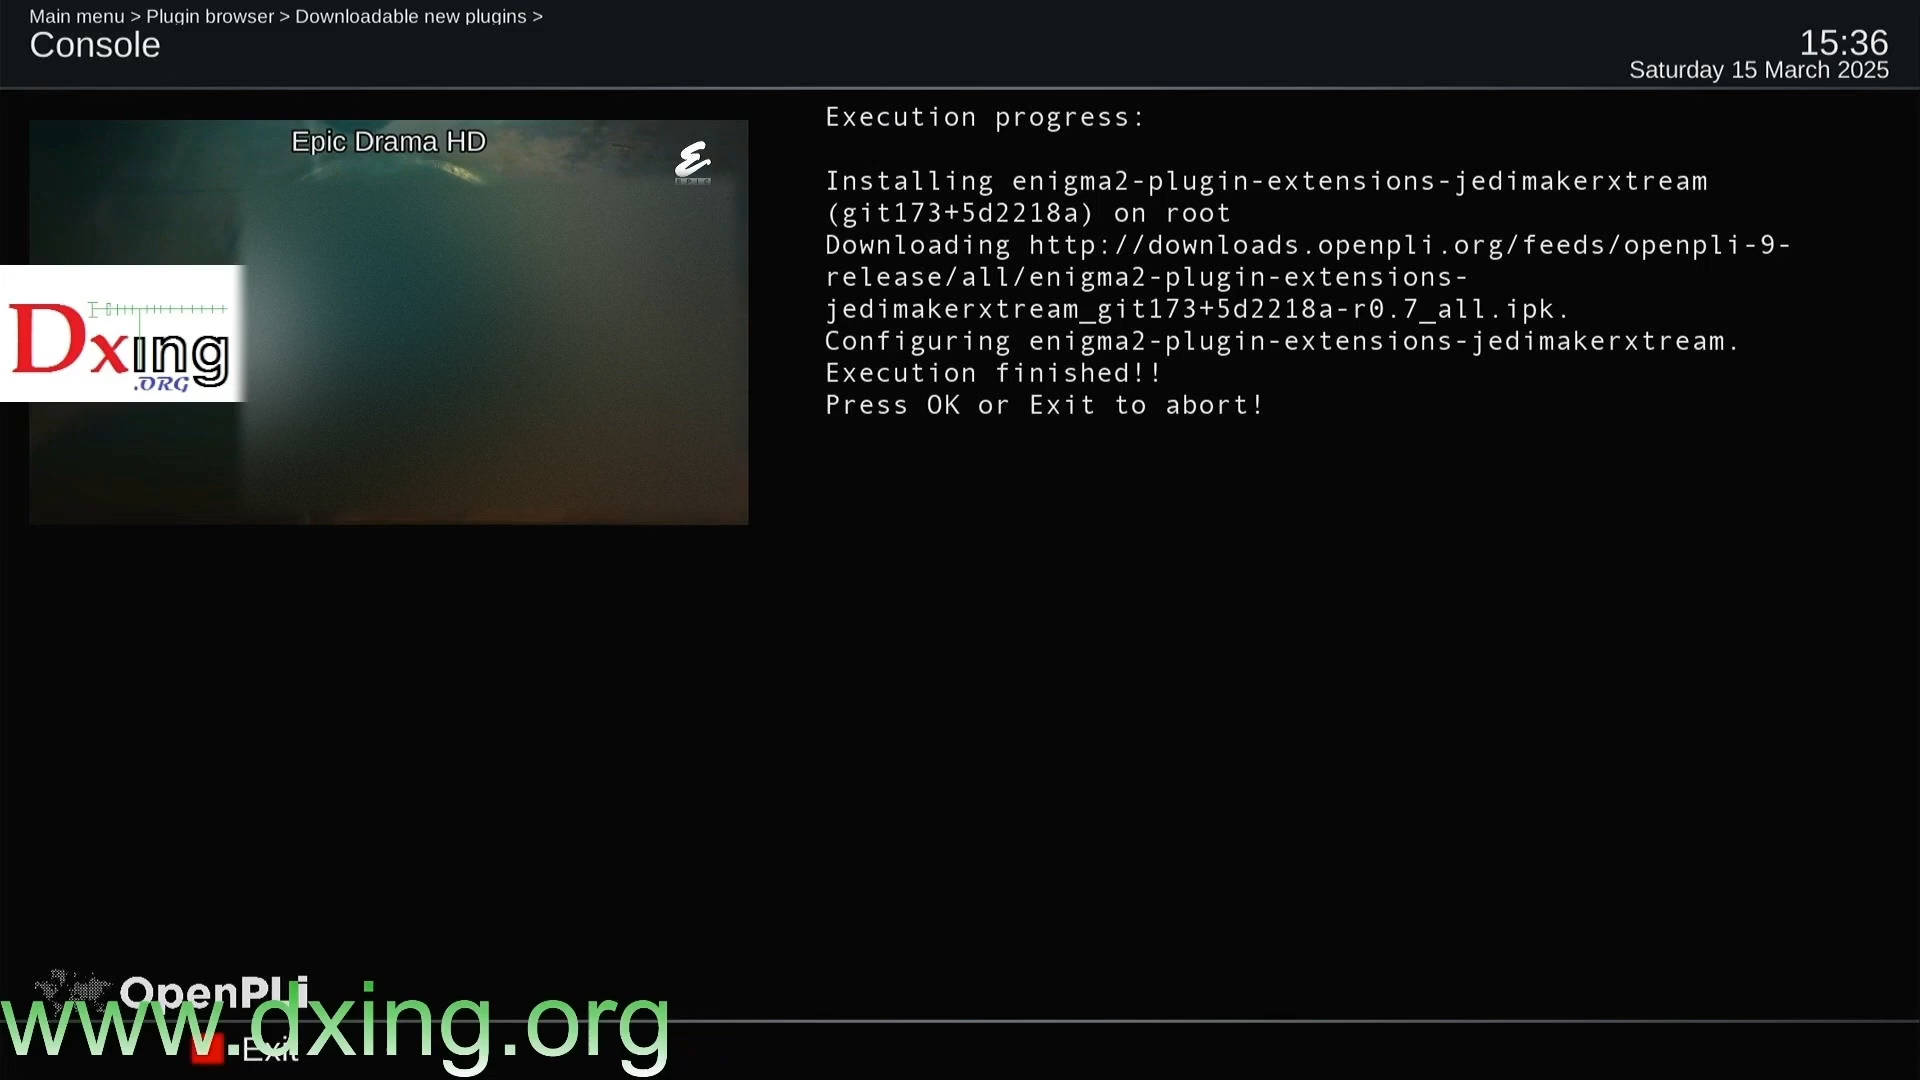 Main menu > Plugin browser > Downloadable new plugins >
Console
15:36
Saturday 15 March 2025
Epic Drama HD
EPIC
Dxing
.ORG
Execution progress:
Installing enigma2-plugin-extensions-jedimakerxtream
(git173+5d2218a) on root
Downloading http://downloads.openpli.org/feeds/openpli-9-
release/all/enigma2-plugin-extensions-
jedimakerxtream_git173+5d2218a-r0.7_all.ipk.
Configuring enigma2-plugin-extensions-jedimakerxtream.
Execution finished!!
Press OK or Exit to abort!
OpenPLi
www.dxing.org
Exit